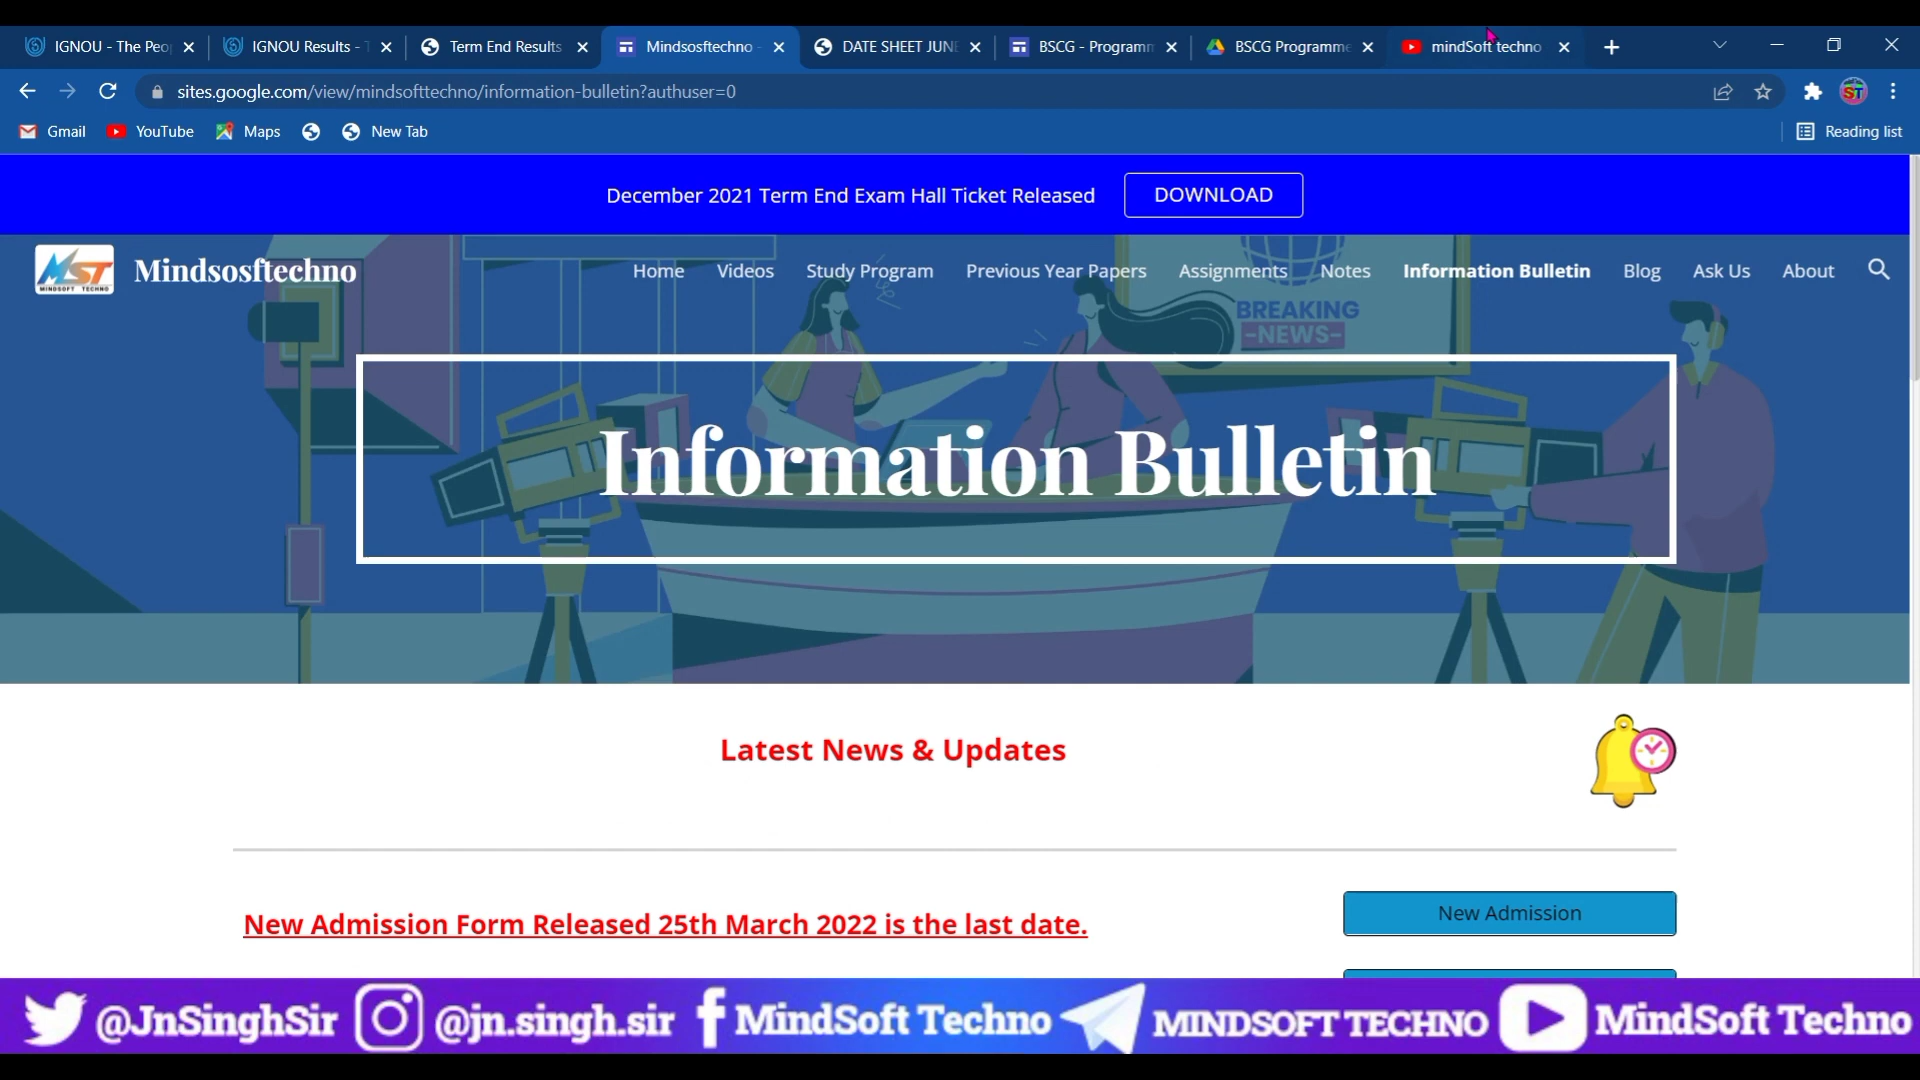 IGNOU - The Peo
IGNOU Results - T
Term End Results
Mindsosftechno -
DATE SHEET JUNE
BSCG - Programm
BSCG Programme
mindSoft techno
sites.google.com/view/mindsofttechno/information-bulletin?authuser=0
Gmail
YouTube
Maps
New Tab
Reading list
December 2021 Term End Exam Hall Ticket Released
DOWNLOAD
MST
MINDSOFT TECHNO
Mindsosftechno
Home
Videos
Study Program
Previous Year Papers
Assignments
Notes
Information Bulletin
Blog
Ask Us
About
BREAKING
-NEWS-
Information Bulletin
Latest News & Updates
New Admission Form Released 25th March 2022 is the last date.
New Admission
@JnSinghSir
@jn.singh.sir
MindSoft Techno
MINDSOFT TECHNO
MindSoft Techno